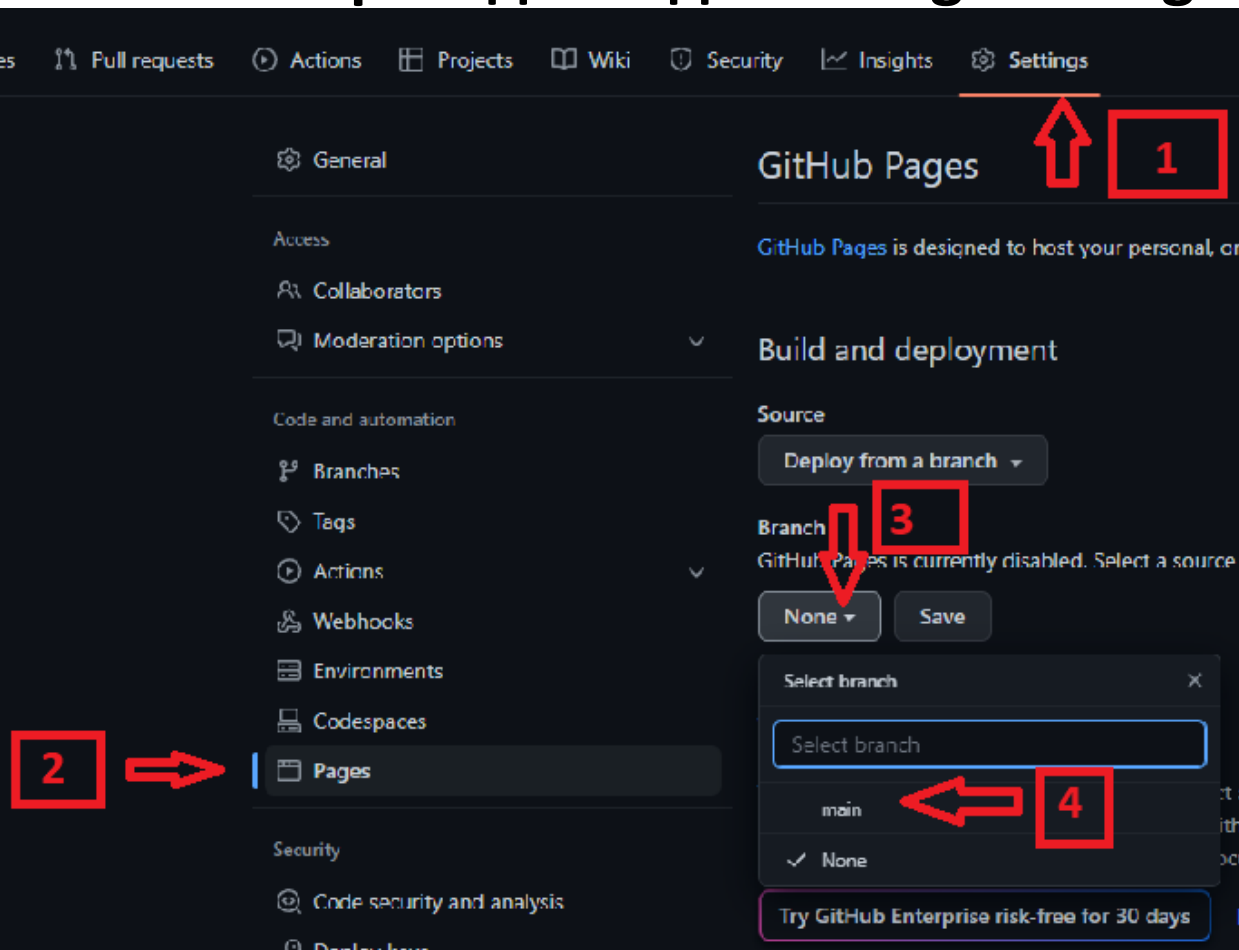 Pull requests Actions Projects Wiki Security Insights Settings
1
General
GitHub Pages
Access
GitHub Pages is designed to host your personal,
Collaborators
Moderation options
Build and deployment
Code and automation
Source
Branches
Deploy from a branch
Tags
3
Branch
Actions
GitHub Pages is currently disabled. Select a source
Webhooks
None Save
Environments
Select branch
Codespaces
Select branch
2
Pages
4
main
Security
None
Code security and analysis
Try GitHub Enterprise risk-free for 30 days